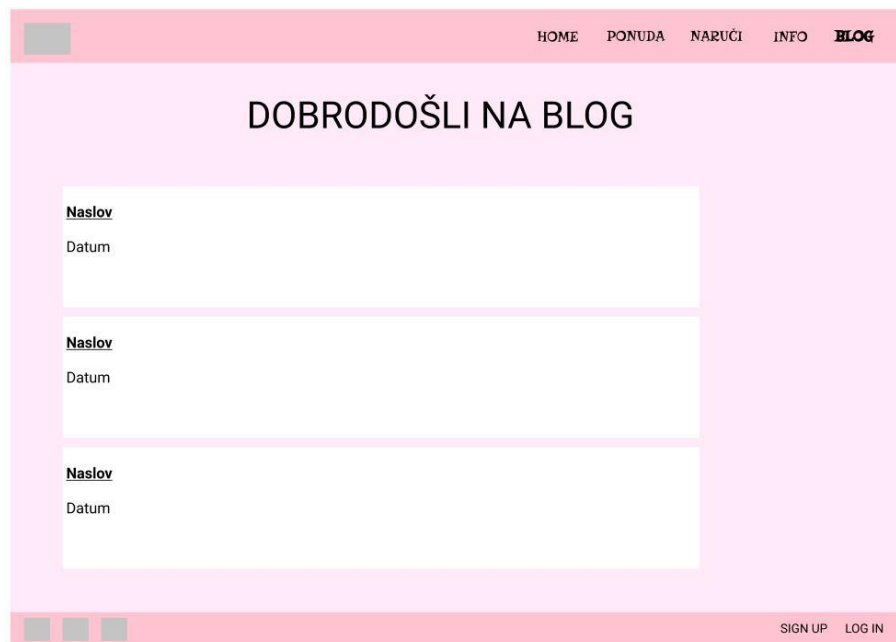 HOME PONUDA NARUČI INFO BLOG
DOBRODOŠLI NA BLOG
Naslov
Datum
Naslov
Datum
Naslov
Datum
SIGN UP LOG IN